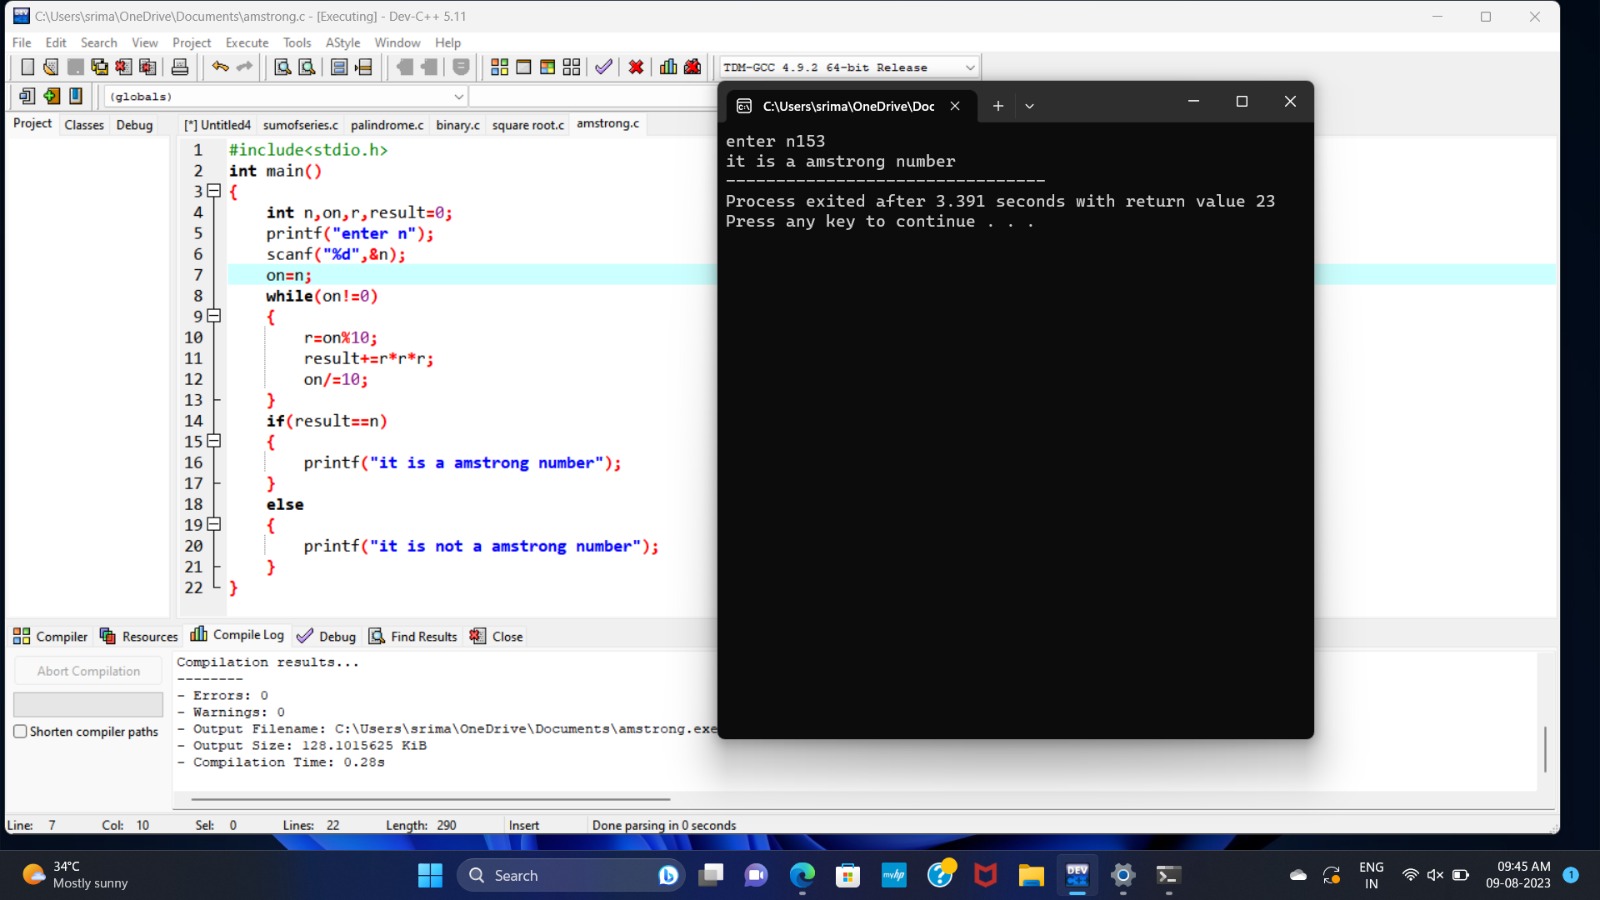 C:\Users\srima\OneDrive\Documents\amstrong.c - [Executing] - Dev-C++ 5.11
File Edit Search View Project Execute Tools AStyle Window Help
TDM-GCC 4.9.2 64-bit Release
(globals)
Project Classes Debug
[*] Untitled4 sumofseries.c palindrome.c binary.c square root.c amstrong.c
1 #include<stdio.h>
2 int main()
3 {
4 int n,on,r,result=0;
5 printf("enter n");
6 scanf("%d",&n);
7 on=n;
8 while(on!=0)
9 {
10 r=on%10;
11 result+=r*r*r;
12 on/=10;
13 }
14 if(result==n)
15 {
16 printf("it is a amstrong number");
17 }
18 else
19 {
20 printf("it is not a amstrong number");
21 }
22 }
C:\Users\srima\OneDrive\Doc
enter n153
it is a amstrong number
--------------------------------
Process exited after 3.391 seconds with return value 23
Press any key to continue . . .
Compiler Resources Compile Log Debug Find Results Close
Abort Compilation
Shorten compiler paths
Compilation results...
--------
- Errors: 0
- Warnings: 0
- Output Filename: C:\Users\srima\OneDrive\Documents\amstrong.exe
- Output Size: 128.1015625 KiB
- Compilation Time: 0.28s
Line: 7 Col: 10 Sel: 0 Lines: 22 Length: 290 Insert Done parsing in 0 seconds
34°C
Mostly sunny
Search
myhp
DEV
ENG
IN
09:45 AM
09-08-2023
1